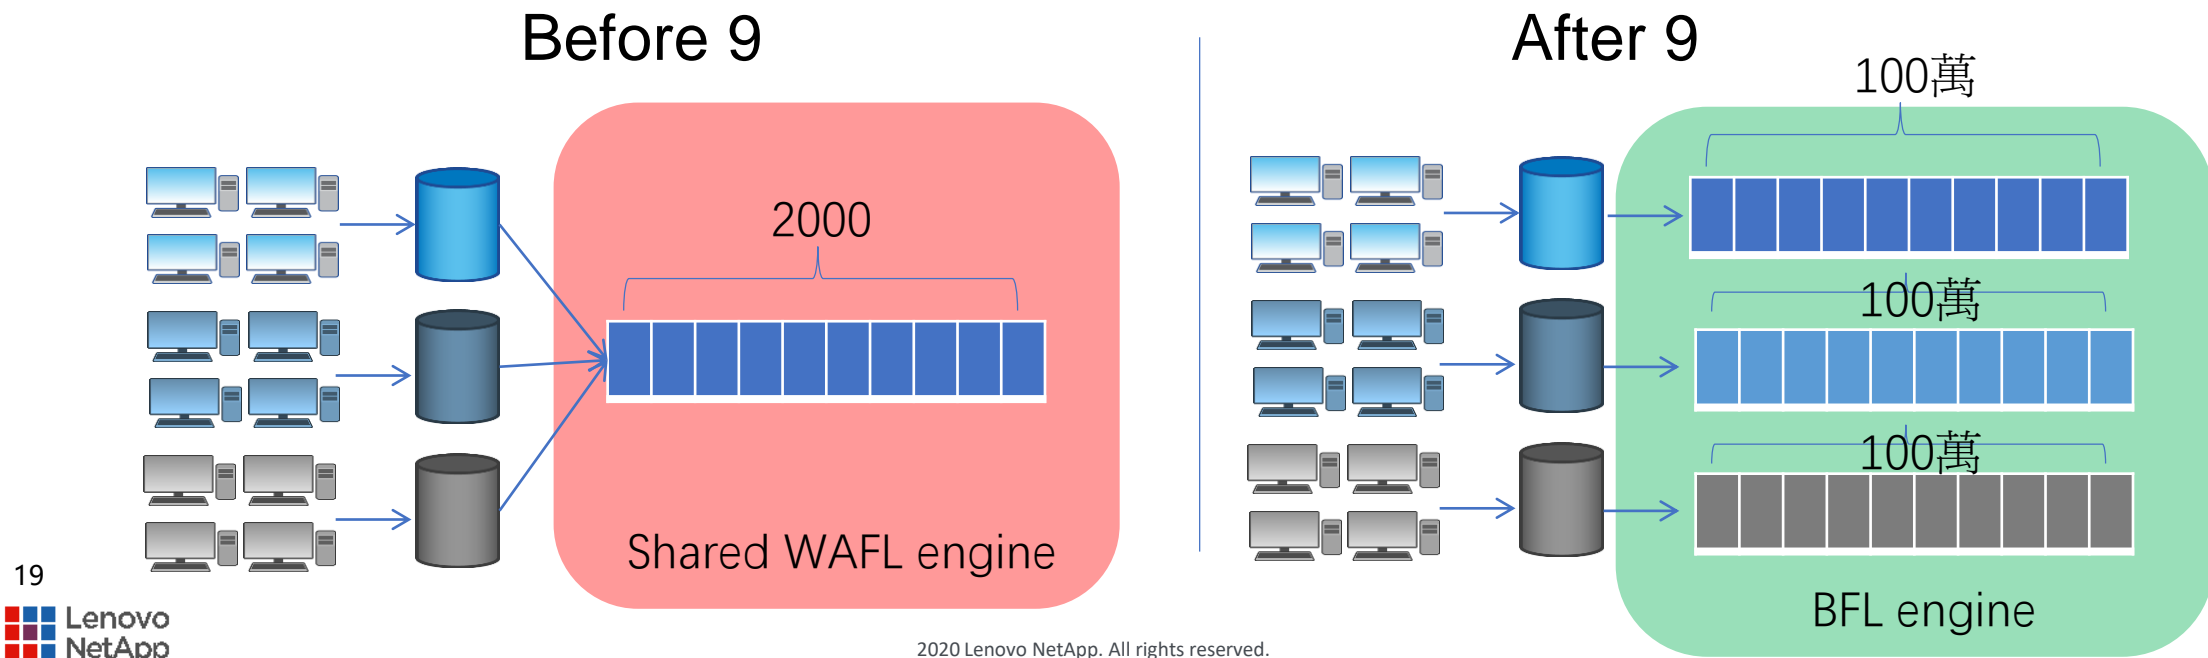 Before 9
2000
Shared WAFL engine
After 9
100萬
100萬
100萬
BFL engine
19
Lenovo
NetApp
2020 Lenovo NetApp. All rights reserved.